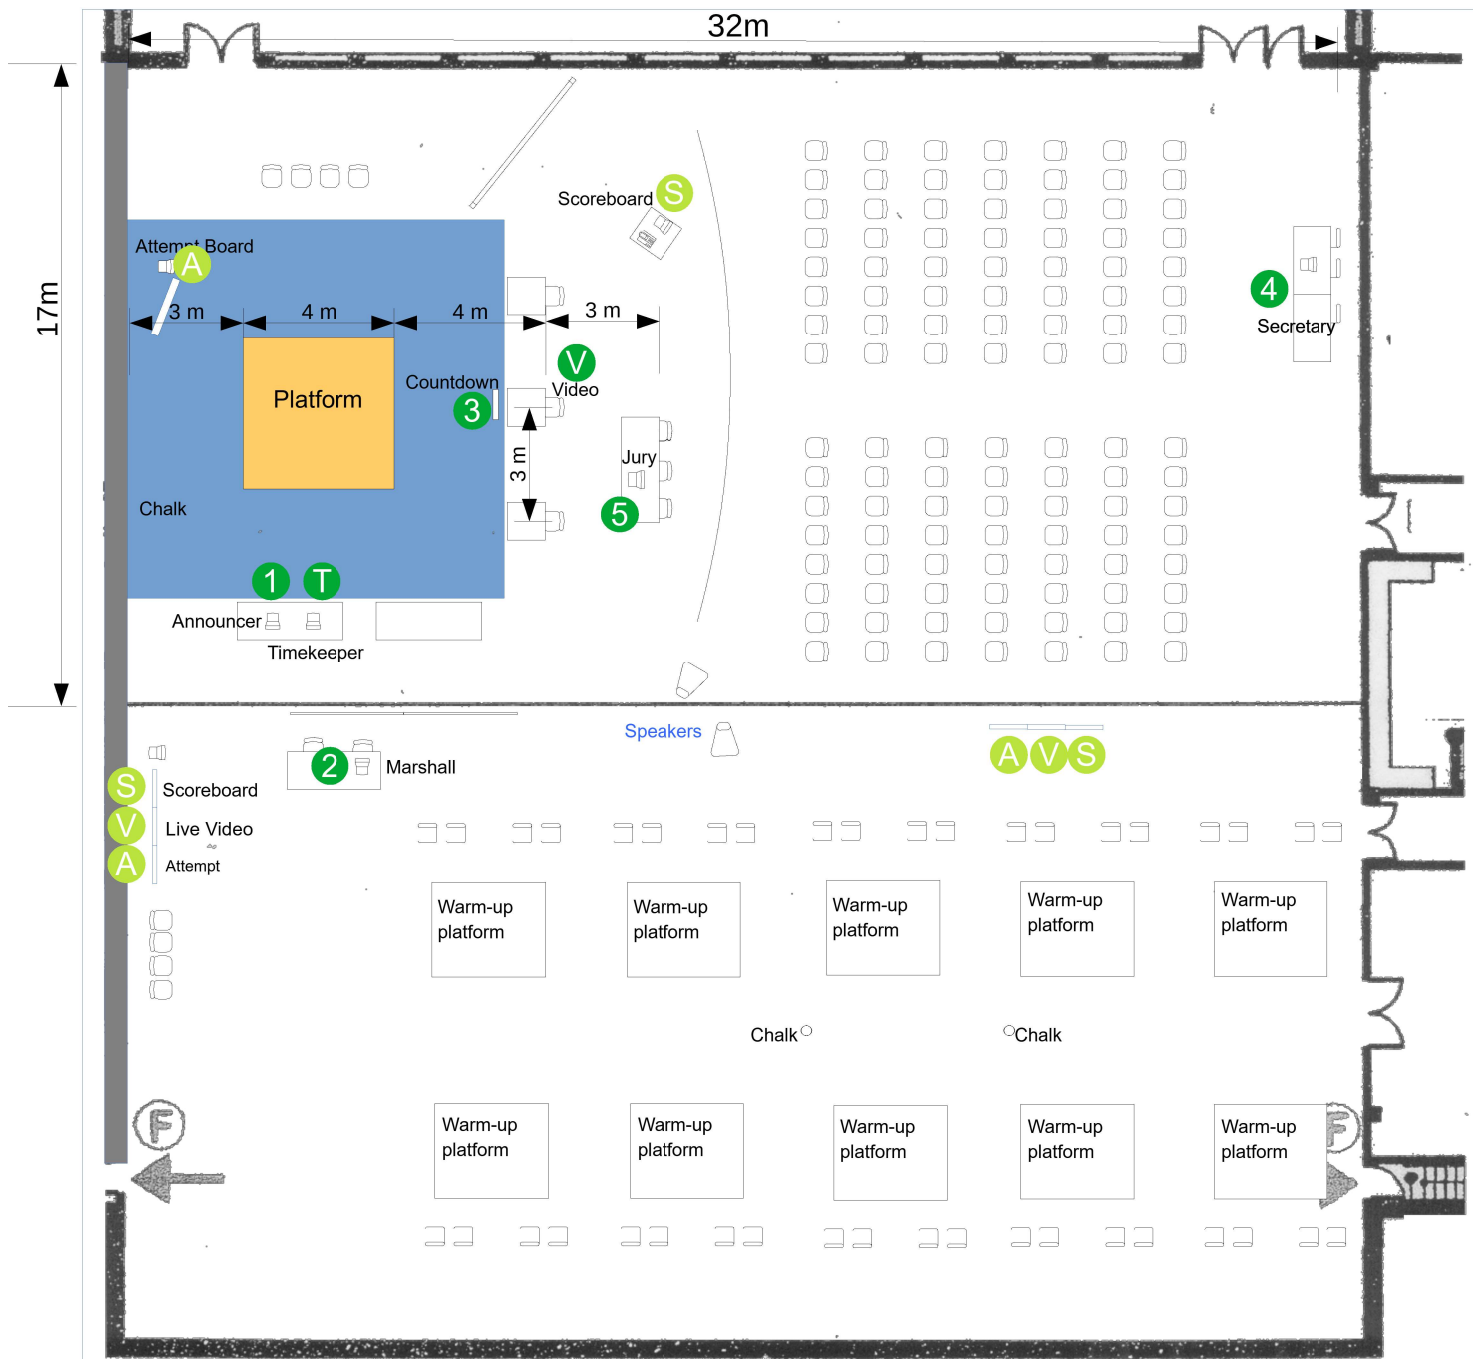 32m
17m
Scoreboard
S
Attempt Board
A
3 m
4 m
4 m
3 m
4
Secretary
Platform
Countdown
3
V
Video
3 m
Jury
5
Chalk
1
T
Announcer
Timekeeper
Speakers
2
Marshall
A
V
S
S
Scoreboard
V
Live Video
A
Attempt
Warm-up
platform
Warm-up
platform
Warm-up
platform
Warm-up
platform
Warm-up
platform
Chalk
Chalk
F
F
Warm-up
platform
Warm-up
platform
Warm-up
platform
Warm-up
platform
Warm-up
platform